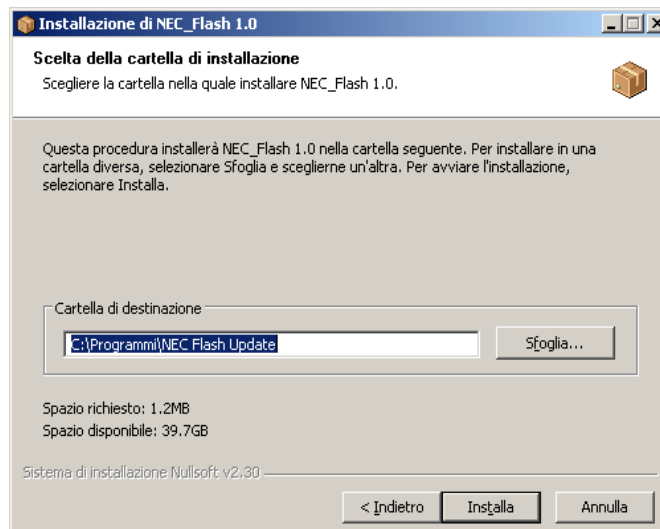 Installazione di NEC_Flash 1.0
Scelta della cartella di installazione
Scegliere la cartella nella quale installare NEC_Flash 1.0.
Questa procedura installerà NEC_Flash 1.0 nella cartella seguente. Per installare in una
cartella diversa, selezionare Sfoglia e sceglierne un'altra. Per avviare l'installazione,
selezionare Installa.
Cartella di destinazione
C:\Programmi\NEC Flash Update
Sfoglia...
Spazio richiesto: 1.2MB
Spazio disponibile: 39.7GB
Sistema di installazione Nullsoft v2.30
< Indietro Installa Annulla